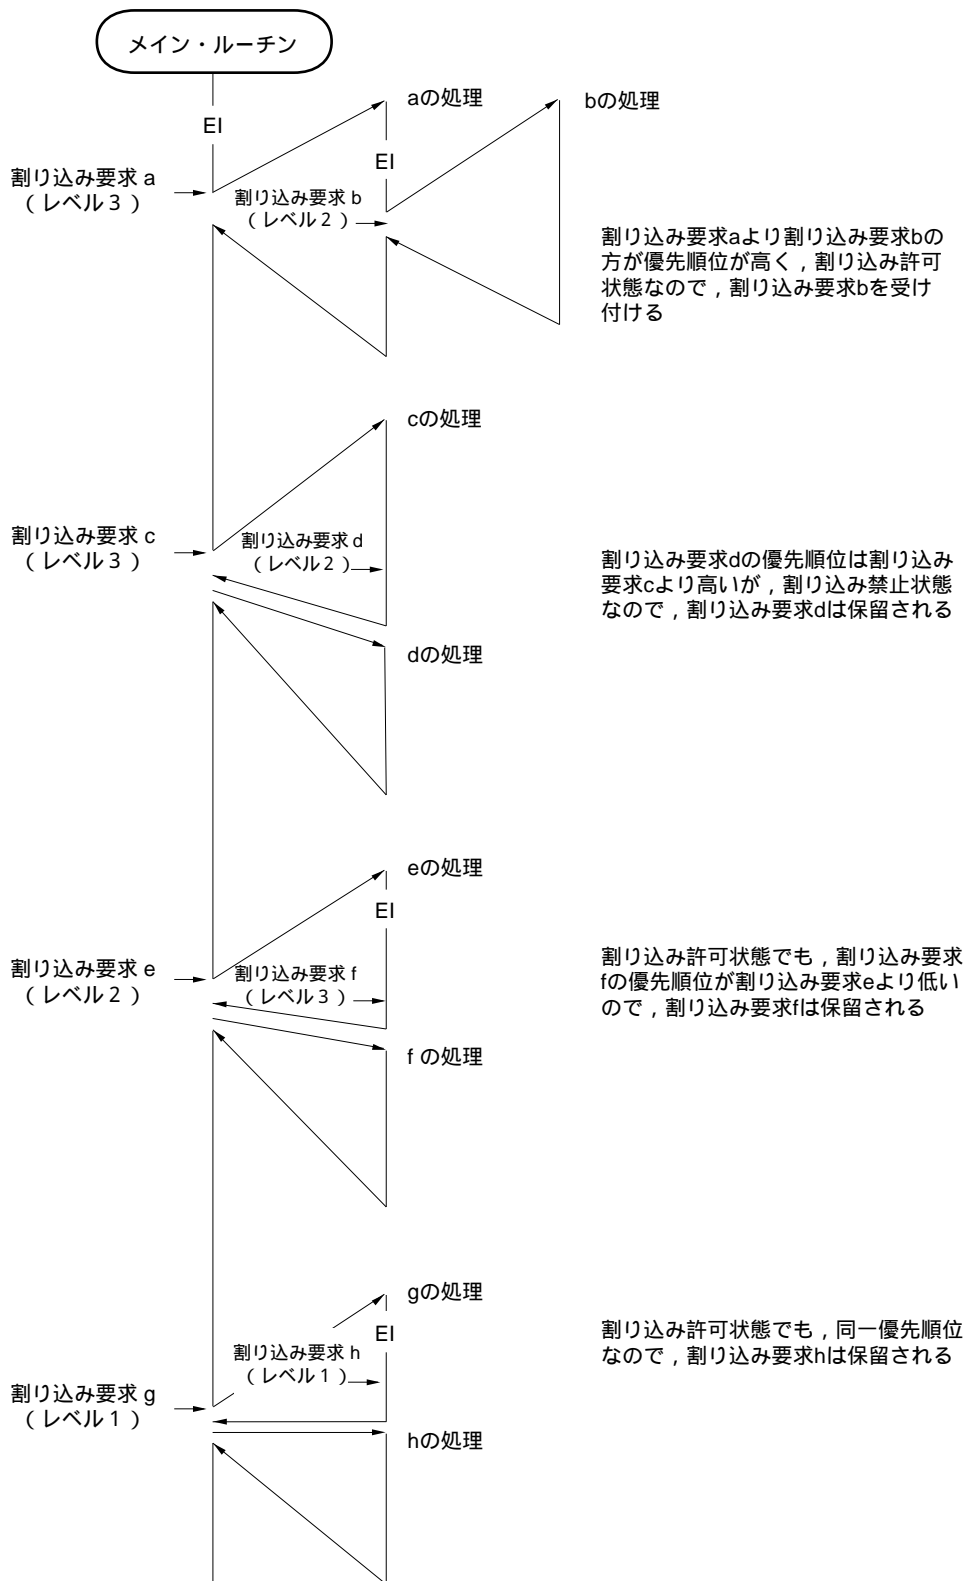 メイン・ルーチン
aの処理
bの処理
EI
EI
割り込み要求 a
（レベル3）
割り込み要求 b
（レベル2）
割り込み要求aより割り込み要求bの
方が優先順位が高く，割り込み許可
状態なので，割り込み要求bを受け
付ける
cの処理
割り込み要求 c
（レベル3）
割り込み要求 d
（レベル2）
割り込み要求dの優先順位は割り込み
要求cより高いが，割り込み禁止状態
なので，割り込み要求dは保留される
dの処理
eの処理
EI
割り込み要求 e
（レベル2）
割り込み要求 f
（レベル3）
割り込み許可状態でも，割り込み要求
fの優先順位が割り込み要求eより低い
ので，割り込み要求fは保留される
f の処理
gの処理
EI
割り込み要求 h
（レベル1）
割り込み許可状態でも，同一優先順位
なので，割り込み要求hは保留される
割り込み要求 g
（レベル1）
hの処理